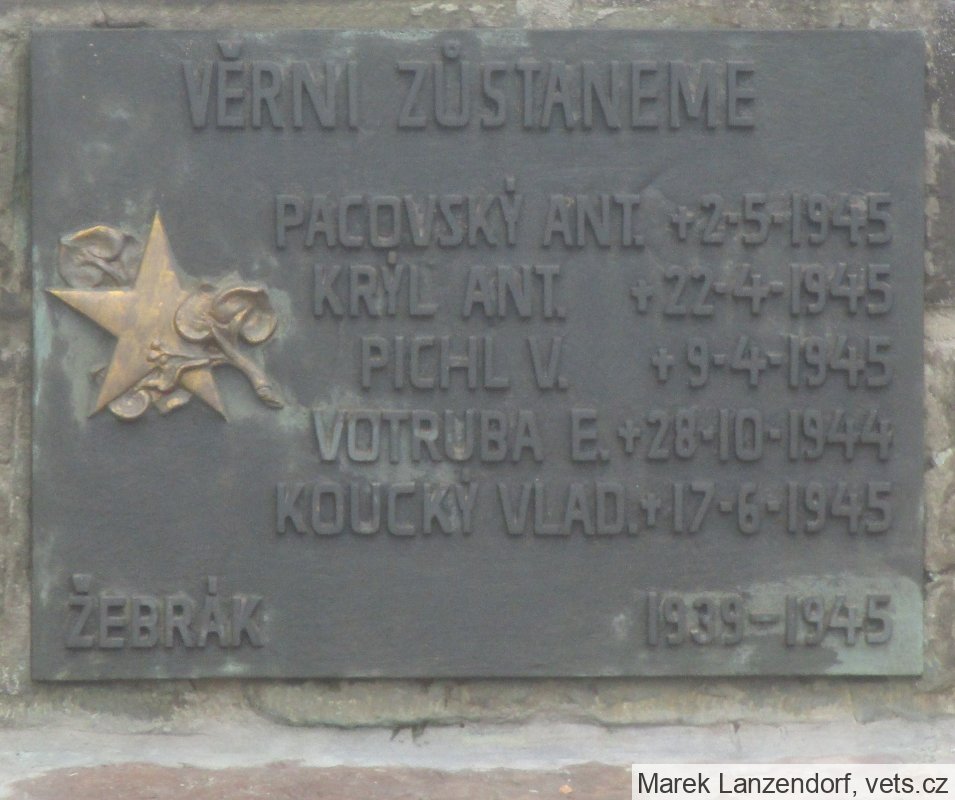 VĚRNI ZŮSTANEME
PACOVSKÝ ANT. +2-5-1945
KRÝL ANT. +22-4-1945
PICHL V. +9-4-1945
VOTRUBA E. +28-10-1944
KOUCKÝ VLAD. +17-6-1945
ŽEBRÁK 1939-1945
Marek Lanzendorf, vets.cz